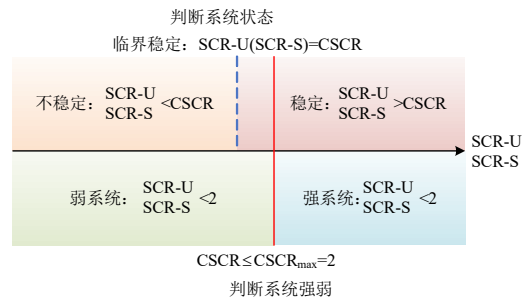 判断系统状态
临界稳定：SCR-U(SCR-S)=CSCR
不稳定：SCR-U SCR-S <CSCR
稳定：SCR-U SCR-S >CSCR
SCR-U
SCR-S
弱系统：SCR-U SCR-S <2
强系统：SCR-U SCR-S <2
CSCR≤CSCRmax=2
判断系统强弱